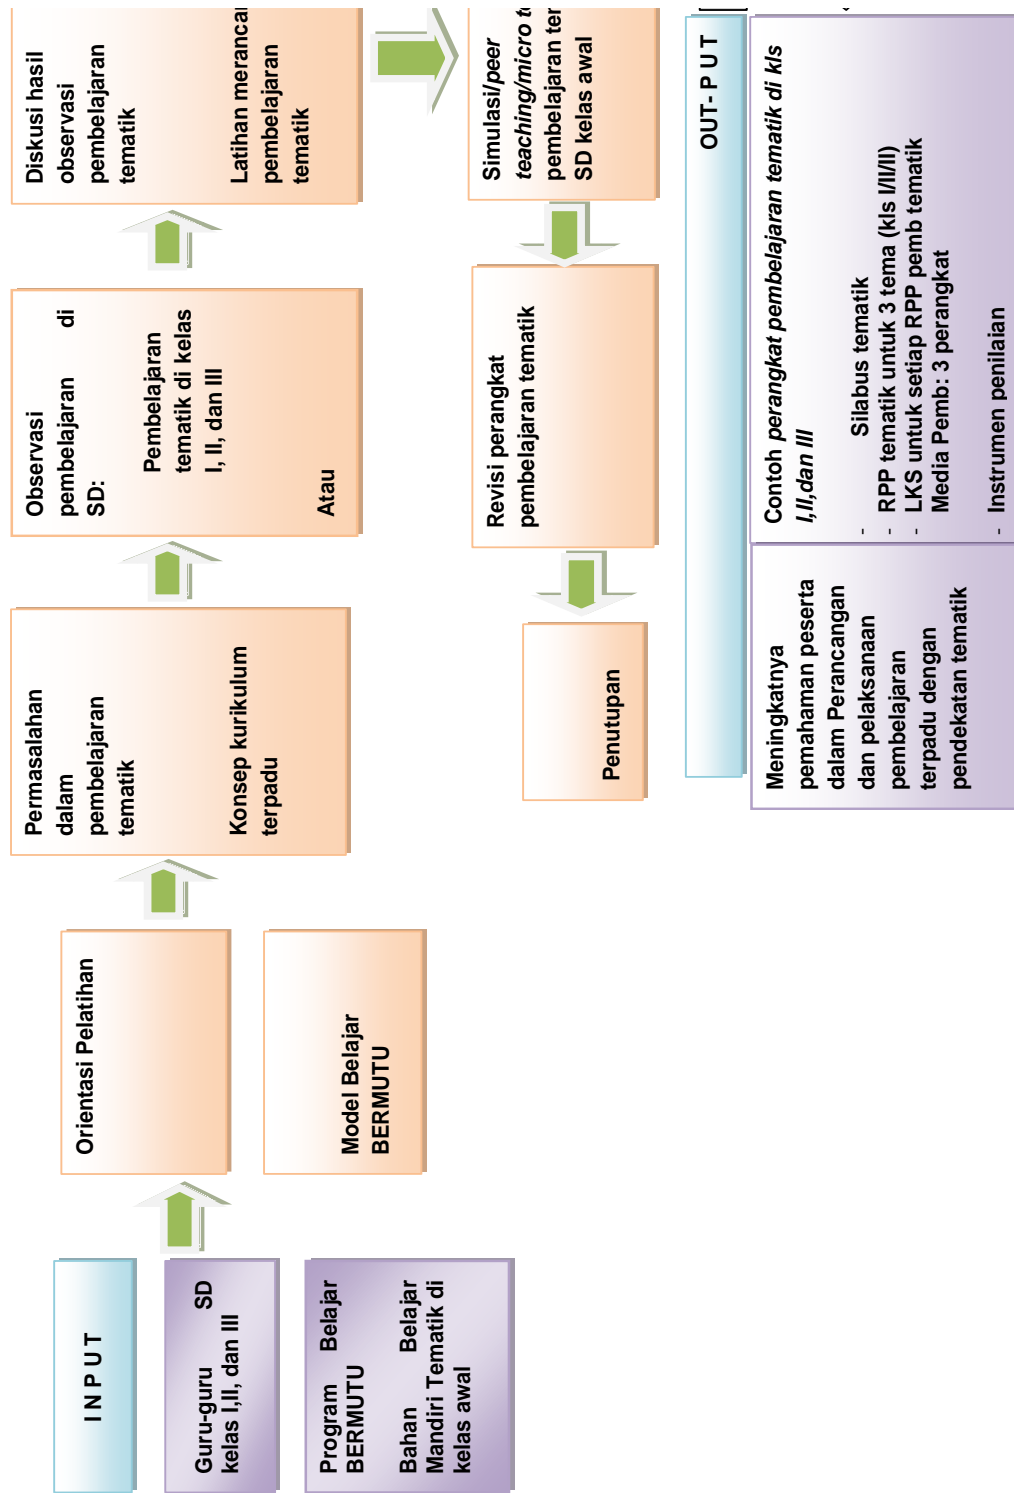 I N P U T
Guru-guru SD
kelas I,II, dan III
Program Belajar
BERMUTU
Bahan Belajar
Mandiri Tematik di
kelas awal
Orientasi Pelatihan
Model Belajar
BERMUTU
Permasalahan
dalam
pembelajaran
tematik
Konsep kurikulum
terpadu
Observasi
pembelajaran di
SD:
Pembelajaran
tematik di kelas
I, II, dan III
Atau
Diskusi hasil
observasi
pembelajaran
tematik
Latihan
pembelajaran
tematik
Simulasi/peer
teaching/micro
pembelajaran
SD kelas awal
Revisi perangkat
pembelajaran tematik
Penutupan
OUT- P U T
Meningkatnya
pemahaman peserta
dalam Perancangan
dan pelaksanaan
pembelajaran
terpadu dengan
pendekatan tematik
Contoh perangkat pembelajaran tematik di kls
I,II,dan III
- Silabus tematik
- RPP tematik untuk 3 tema (kls I/II/II)
- LKS untuk setiap RPP pemb tematik
Media Pemb: 3 perangkat
- Instrumen penilaian